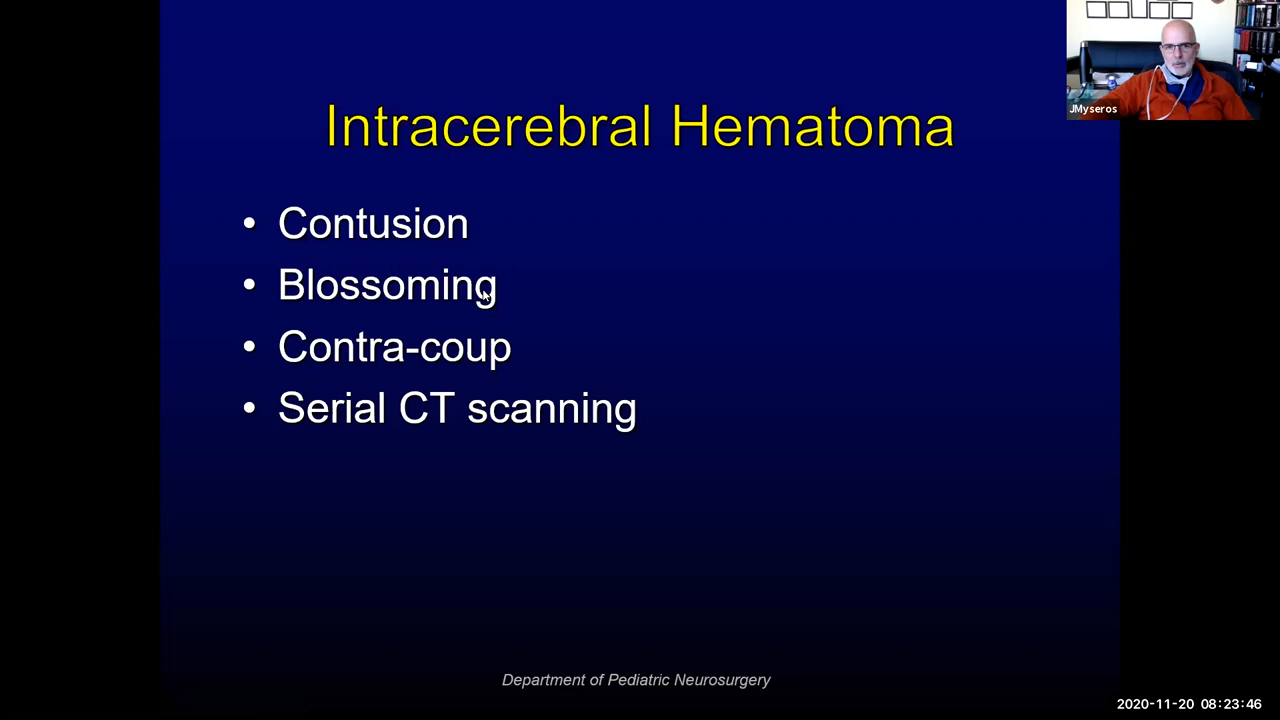 JMyseros
Intracerebral Hematoma
• Contusion
• Blossoming
• Contra-coup
• Serial CT scanning
Department of Pediatric Neurosurgery
2020-11-20 08:23:46